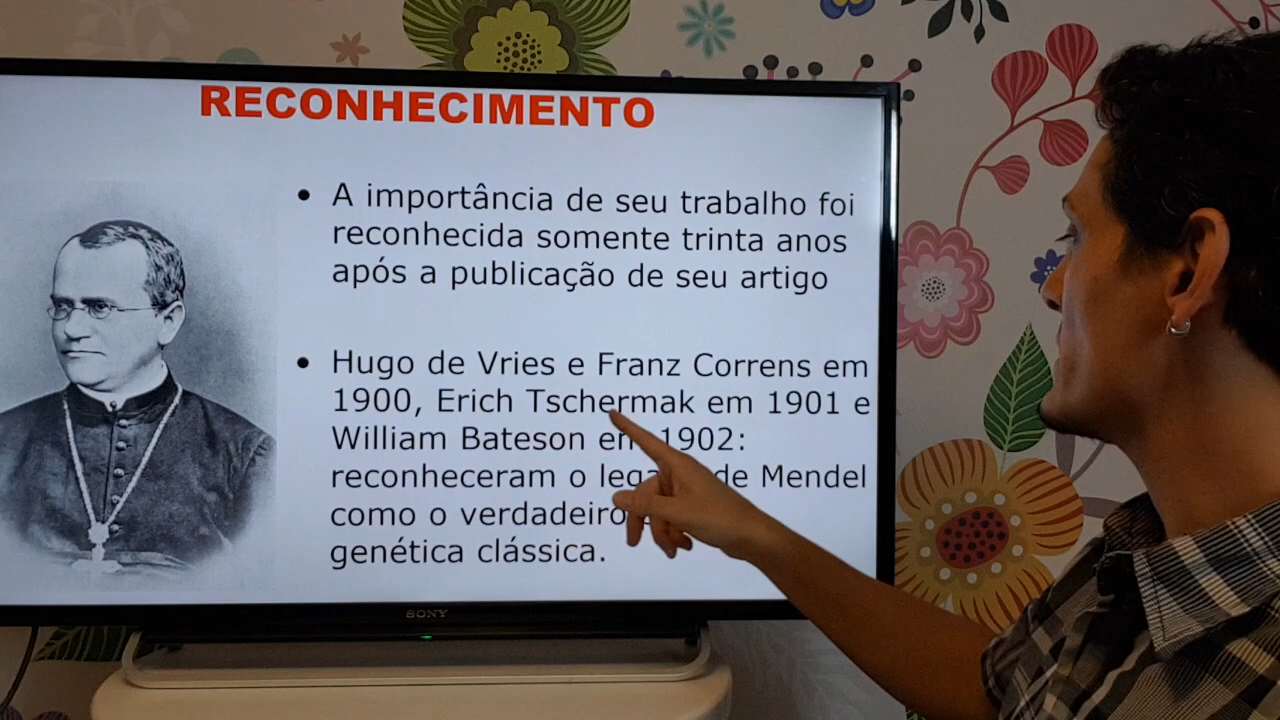 RECONHECIMENTO
• A importância de seu trabalho foi
reconhecida somente trinta anos
após a publicação de seu artigo
• Hugo de Vries e Franz Correns em
1900, Erich Tschermak em 1901 e
William Bateson em 1902:
reconheceram o legado de Mendel
como o verdadeiro
genética clássica.
SONY